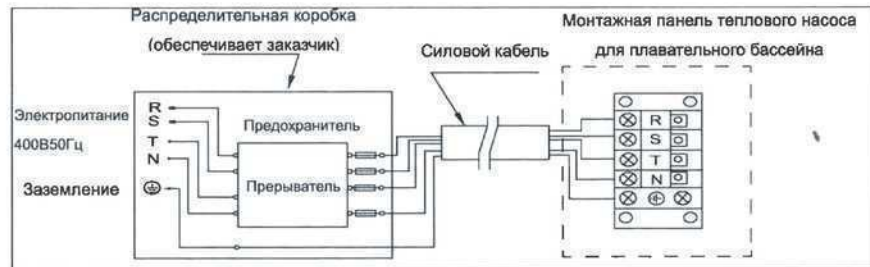 Распределительная коробка
(обеспечивает заказчик)
Силовой кабель
Монтажная панель теплового насоса
для плавательного бассейна
Электропитание
400В50Гц
Заземление
R
S
T
N
Предохранитель
Прерыватель
R
S
T
N